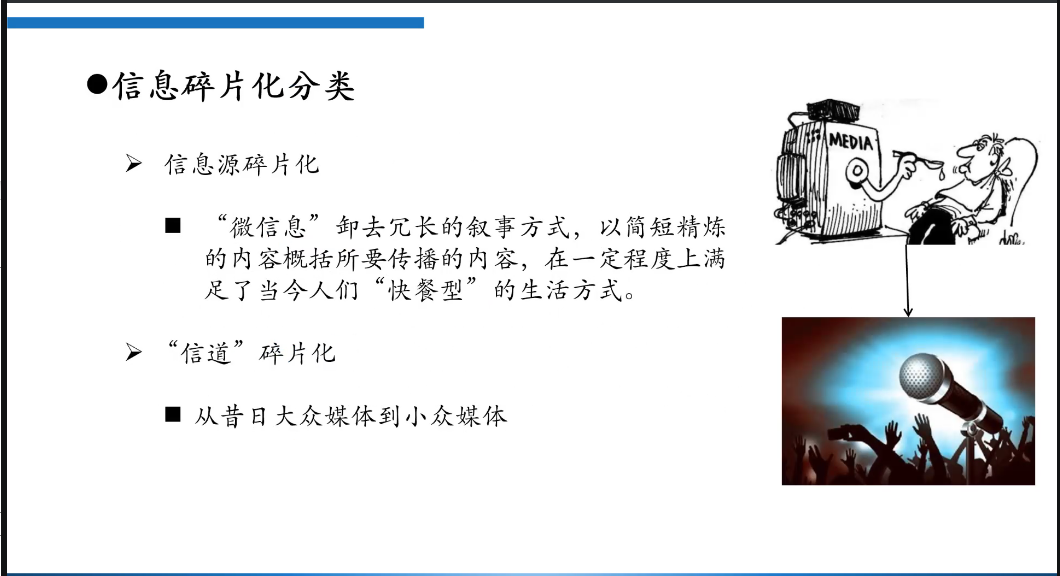 ●信息碎片化分类
➢ 信息源碎片化
■ “微信息”卸去冗长的叙事方式，以简短精炼
的内容概括所要传播的内容，在一定程度上满
足了当今人们“快餐型”的生活方式。
➢ “信道”碎片化
■ 从昔日大众媒体到小众媒体
MEDIA